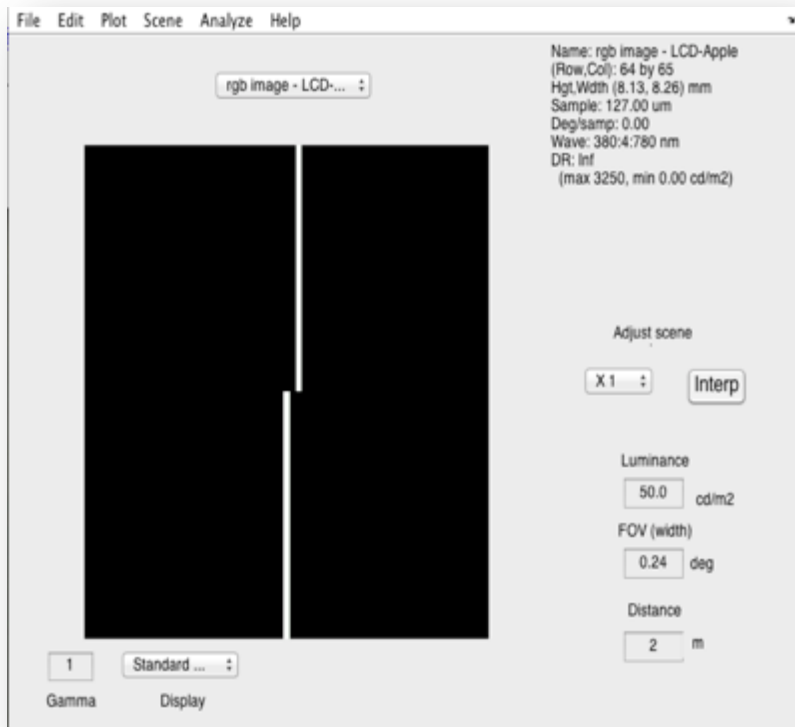 File Edit Plot Scene Analyze Help
rgb image - LCD-...
Name: rgb image - LCD-Apple
(Row,Col): 64 by 65
Hgt,Wdth (8.13, 8.26) mm
Sample: 127.00 um
Deg/samp: 0.00
Wave: 380:4:780 nm
DR: Inf
(max 3250, min 0.00 cd/m2)
Adjust scene
X 1
Interp
Luminance
50.0 cd/m2
FOV (width)
0.24 deg
Distance
2 m
1 Standard ...
Gamma Display